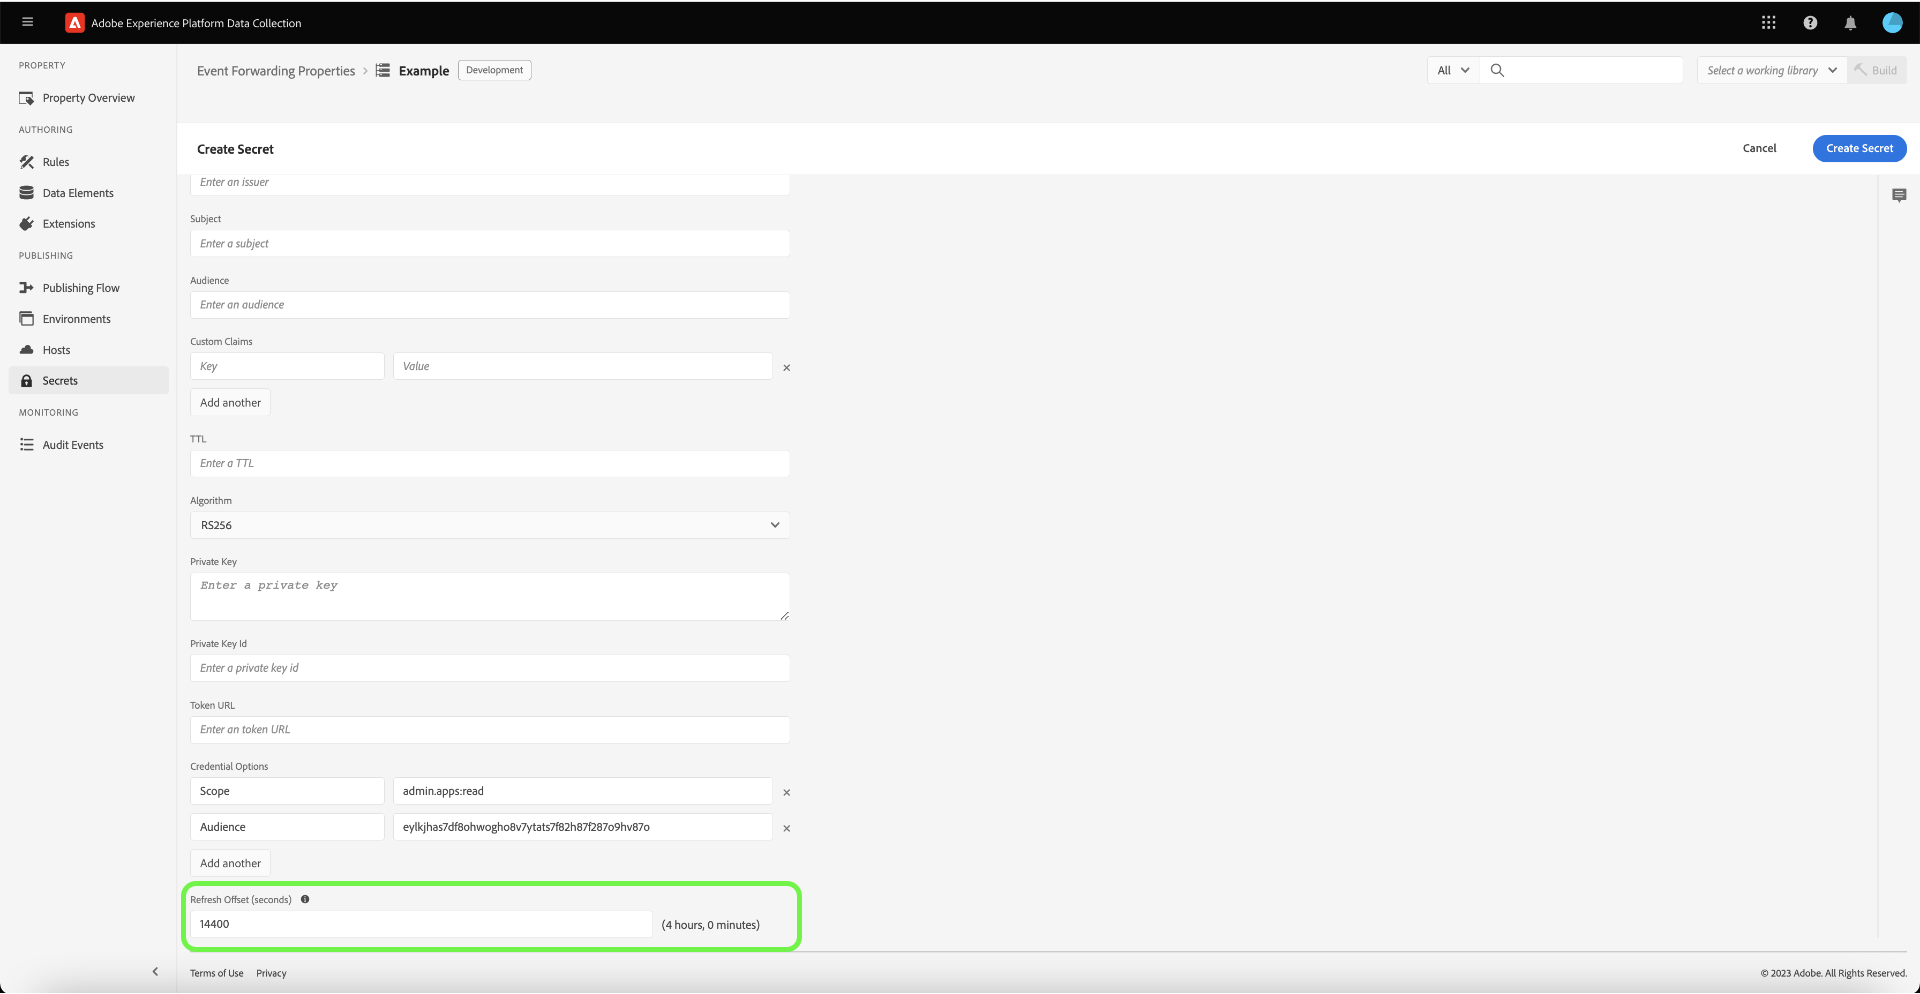 Adobe Experience Platform Data Collection
PROPERTY
Property Overview
AUTHORING
Rules
Data Elements
Extensions
PUBLISHING
Publishing Flow
Environments
Hosts
Secrets
MONITORING
Audit Events
Event Forwarding Properties > Example Development
All
Select a working library
Build
Create Secret
Cancel
Create Secret
Enter an issuer
Subject
Enter a subject
Audience
Enter an audience
Custom Claims
Key Value
Add another
TTL
Enter a TTL
Algorithm
RS256
Private Key
Enter a private key
Private Key Id
Enter a private key id
Token URL
Enter an token URL
Credential Options
Scope admin.apps:read
Audience eylkjhas7df8ohwogho8v7ytats7f82h87f287o9hv87o
Add another
Refresh Offset (seconds)
14400 (4 hours, 0 minutes)
Terms of Use Privacy
© 2023 Adobe. All Rights Reserved.